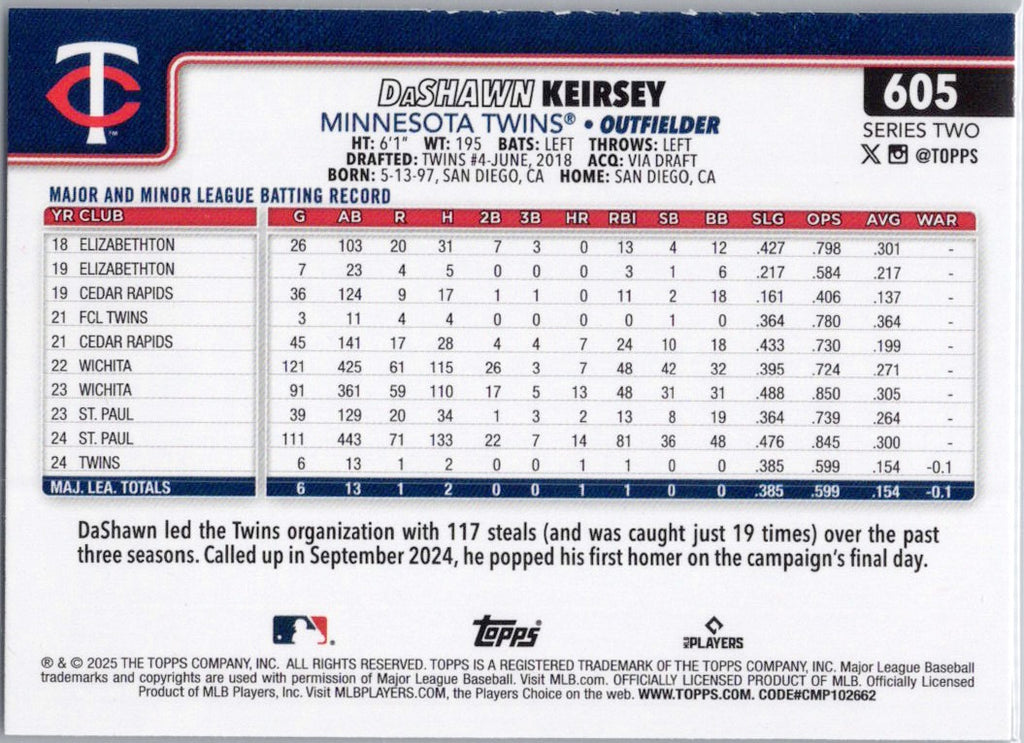 TC
™
DaSHAWN KEIRSEY
605
MINNESOTA TWINS® • OUTFIELDER
SERIES TWO
HT: 6'1" WT: 195 BATS: LEFT THROWS: LEFT
@TOPPS
DRAFTED: TWINS #4-JUNE, 2018 ACQ: VIA DRAFT
BORN: 5-13-97, SAN DIEGO, CA HOME: SAN DIEGO, CA
MAJOR AND MINOR LEAGUE BATTING RECORD
YR CLUB G AB R H 2B 3B HR RBI SB BB SLG OPS AVG WAR
18 ELIZABETHTON 26 103 20 31 7 3 0 13 4 12 .427 .798 .301 -
19 ELIZABETHTON 7 23 4 5 0 0 0 3 1 6 .217 .584 .217 -
19 CEDAR RAPIDS 36 124 9 17 1 1 0 11 2 18 .161 .406 .137 -
21 FCL TWINS 3 11 4 4 0 0 0 0 1 0 .364 .780 .364 -
21 CEDAR RAPIDS 45 141 17 28 4 4 7 24 10 18 .433 .730 .199 -
22 WICHITA 121 425 61 115 26 3 7 48 42 32 .395 .724 .271 -
23 WICHITA 91 361 59 110 17 5 13 48 31 31 .488 .850 .305 -
23 ST. PAUL 39 129 20 34 1 3 2 13 8 19 .364 .739 .264 -
24 ST. PAUL 111 443 71 133 22 7 14 81 36 48 .476 .845 .300 -
24 TWINS 6 13 1 2 0 0 1 1 0 0 .385 .599 .154 -0.1
MAJ. LEA. TOTALS 6 13 1 2 0 0 1 1 0 0 .385 .599 .154 -0.1
DaShawn led the Twins organization with 117 steals (and was caught just 19 times) over the past
three seasons. Called up in September 2024, he popped his first homer on the campaign's final day.
Topps®
MLB PLAYERS
® & © 2025 THE TOPPS COMPANY, INC. ALL RIGHTS RESERVED. TOPPS IS A REGISTERED TRADEMARK OF THE TOPPS COMPANY, INC. Major League Baseball
trademarks and copyrights are used with permission of Major League Baseball. Visit MLB.com. OFFICIALLY LICENSED PRODUCT OF MLB. Officially Licensed
Product of MLB Players, Inc. Visit MLBPLAYERS.COM, the Players Choice on the web. WWW.TOPPS.COM. CODE#CMP102662